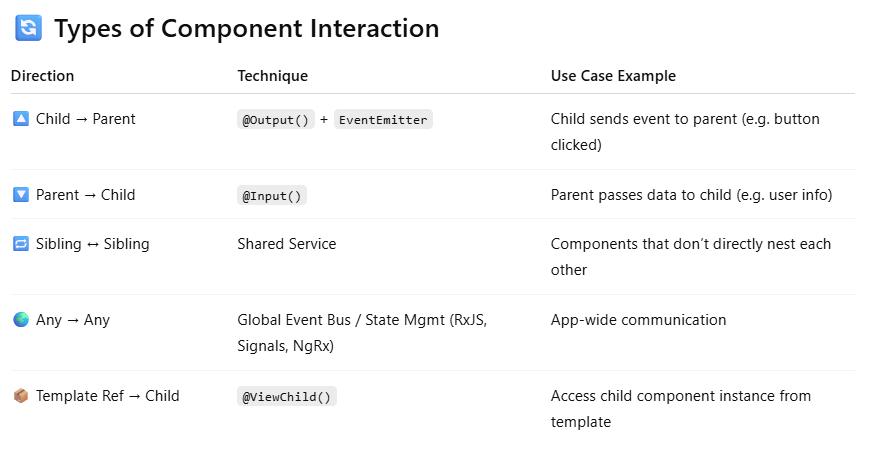 🔄 Types of Component Interaction
Direction Technique Use Case Example
🔼 Child → Parent @Output() + EventEmitter Child sends event to parent (e.g. button
clicked)
🔽 Parent → Child @Input() Parent passes data to child (e.g. user info)
🔁 Sibling ↔ Sibling Shared Service Components that don’t directly nest each
other
🌍 Any → Any Global Event Bus / State Mgmt (RxJS, App-wide communication
Signals, NgRx)
📦 Template Ref → Child @ViewChild() Access child component instance from
template